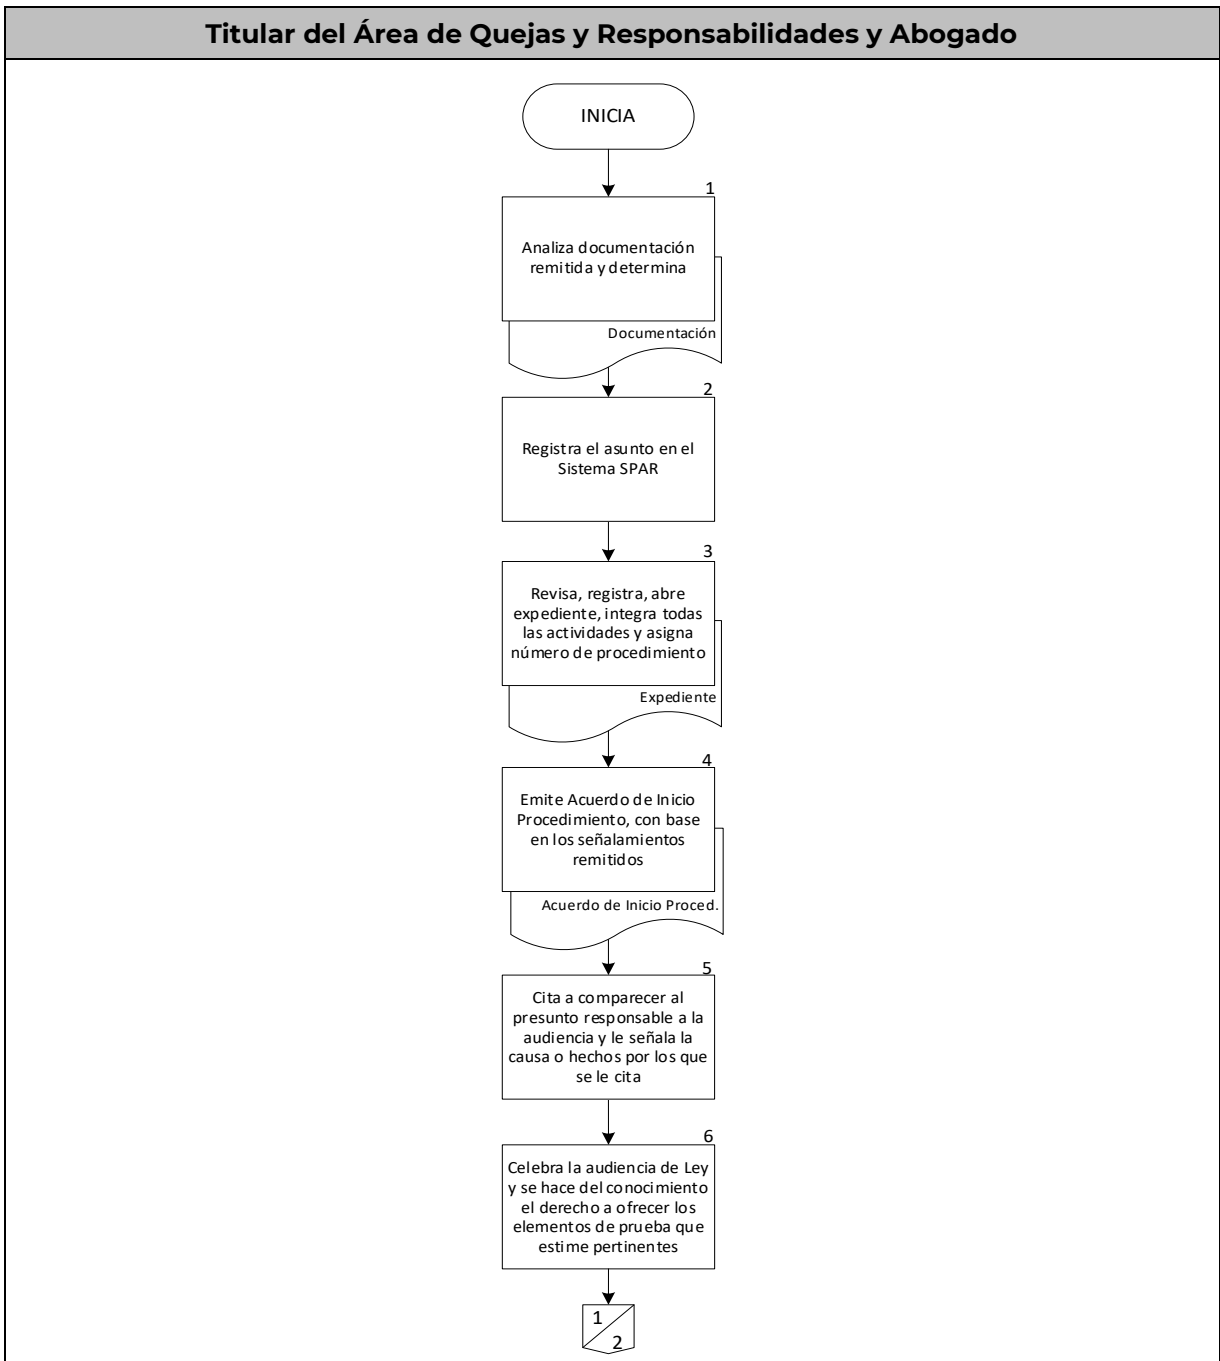 Titular del Área de Quejas y Responsabilidades y Abogado
INICIA
1
Analiza documentación
remitida y determina
Documentación
2
Registra el asunto en el
Sistema SPAR
3
Revisa, registra, abre
expediente, integra todas
las actividades y asigna
número de procedimiento
Expediente
4
Emite Acuerdo de Inicio
Procedimiento, con base
en los señalamientos
remitidos
Acuerdo de Inicio Proced.
5
Cita a comparecer al
presunto responsable a la
audiencia y le señala la
causa o hechos por los que
se le cita
6
Celebra la audiencia de Ley
y se hace del conocimiento
el derecho a ofrecer los
elementos de prueba que
estime pertinentes
1
2